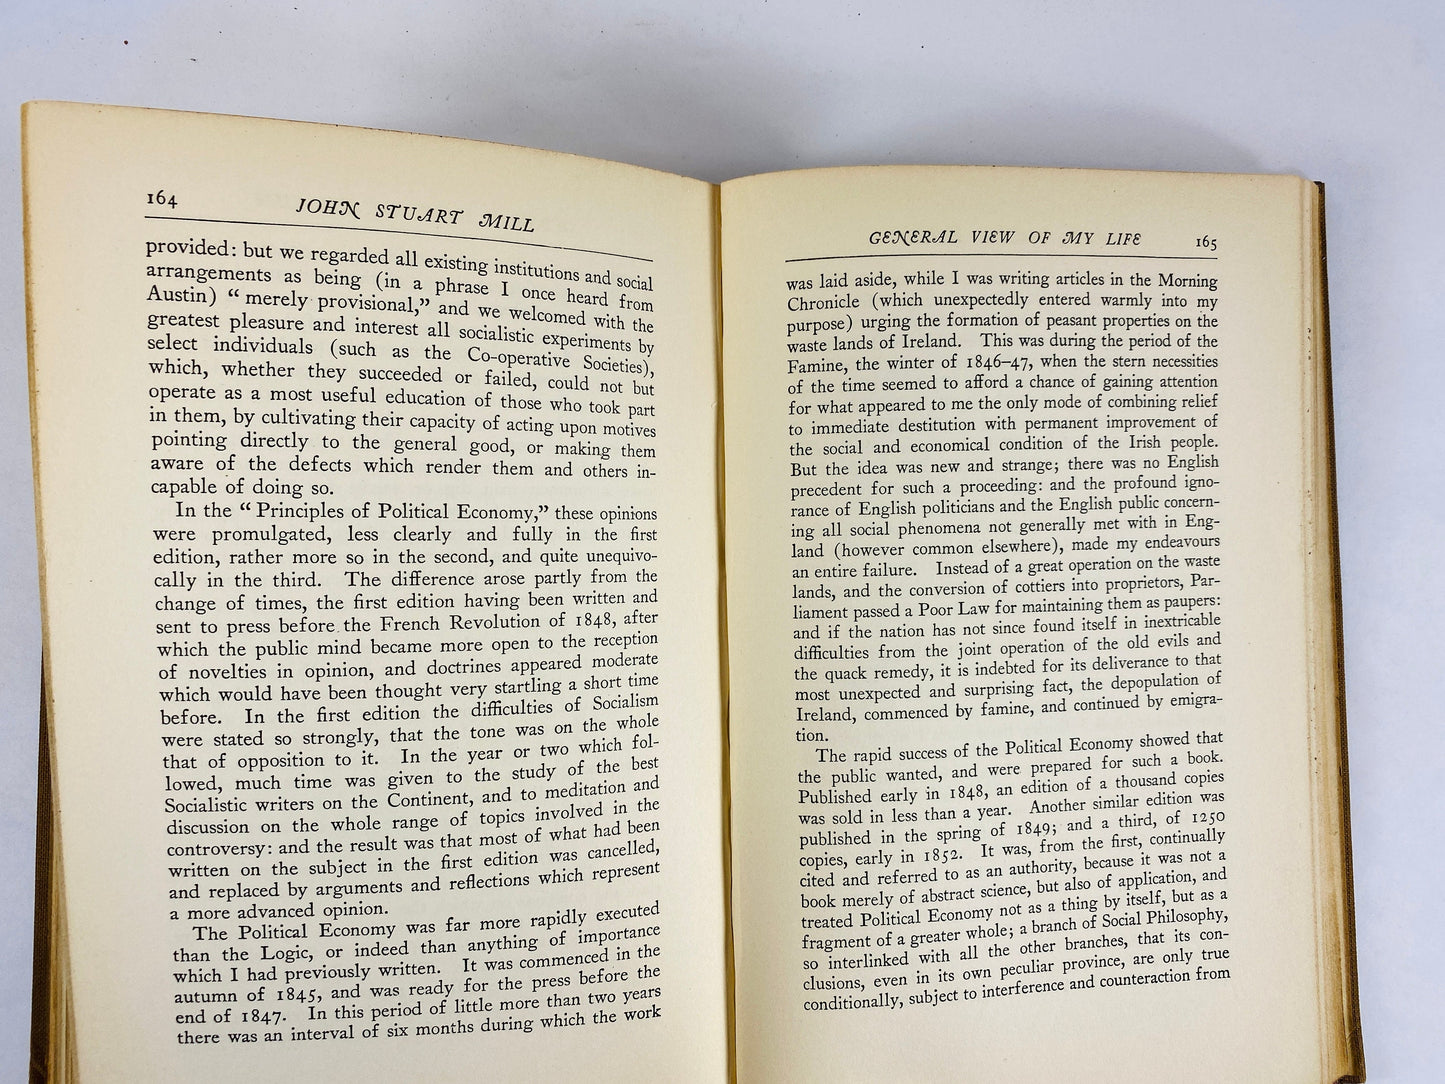 164
JOHN STUART MILL
provided: but we regarded all existing institutions and social
arrangements as being (in a phrase I once heard from
Austin) “ merely provisional,” and we welcomed with the
greatest pleasure and interest all socialistic experiments by
select individuals (such as the Co-operative Societies),
which, whether they succeeded or failed, could not but
operate as a most useful education of those who took part
in them, by cultivating their capacity of acting upon motives
pointing directly to the general good, or making them
aware of the defects which render them and others in-
capable of doing so.
In the “ Principles of Political Economy,” these opinions
were promulgated, less clearly and fully in the first
edition, rather more so in the second, and quite unequivo-
cally in the third. The difference arose partly from the
change of times, the first edition having been written and
sent to press before the French Revolution of 1848, after
which the public mind became more open to the reception
of novelties in opinion, and doctrines appeared moderate
which would have been thought very startling a short time
before. In the first edition the difficulties of Socialism
were stated so strongly, that the tone was on the whole
that of opposition to it. In the year or two which fol-
lowed, much time was given to the study of the best
Socialistic writers on the Continent, and to meditation and
discussion on the whole range of topics involved in the
controversy: and the result was that most of what had been
written on the subject in the first edition was cancelled,
and replaced by arguments and reflections which represent
a more advanced opinion.
The Political Economy was far more rapidly executed
than the Logic, or indeed than anything of importance
which I had previously written. It was commenced in the
autumn of 1845, and was ready for the press before the
end of 1847. In this period of little more than two years
there was an interval of six months during which the work
GENERAL VIEW OF MY LIFE
165
was laid aside, while I was writing articles in the Morning
Chronicle (which unexpectedly entered warmly into my
purpose) urging the formation of peasant properties on the
waste lands of Ireland. This was during the period of the
Famine, the winter of 1846–47, when the stern necessities
of the time seemed to afford a chance of gaining attention
for what appeared to me the only mode of combining relief
to immediate destitution with permanent improvement of
the social and economical condition of the Irish people.
But the idea was new and strange; there was no English
precedent for such a proceeding: and the profound igno-
rance of English politicians and the English public concern-
ing all social phenomena not generally met with in Eng-
land (however common elsewhere), made my endeavours
an entire failure. Instead of a great operation on the waste
lands, and the conversion of cottiers into proprietors, Par-
liament passed a Poor Law for maintaining them as paupers:
and if the nation has not since found itself in inextricable
difficulties from the joint operation of the old evils and
the quack remedy, it is indebted for its deliverance to that
most unexpected and surprising fact, the depopulation of
Ireland, commenced by famine, and continued by emigra-
tion.
The rapid success of the Political Economy showed that
the public wanted, and were prepared for such a book.
Published early in 1848, an edition of a thousand copies
was sold in less than a year. Another similar edition was
published in the spring of 1849; and a third, of 1250
copies, early in 1852. It was, from the first, continually
cited and referred to as an authority, because it was not a
book merely of abstract science, but also of application, and
treated Political Economy not as a thing by itself, but as a
fragment of a greater whole; a branch of Social Philosophy,
so interlinked with all the other branches, that its con-
clusions, even in its own peculiar province, are only true
conditionally, subject to interference and counteraction from